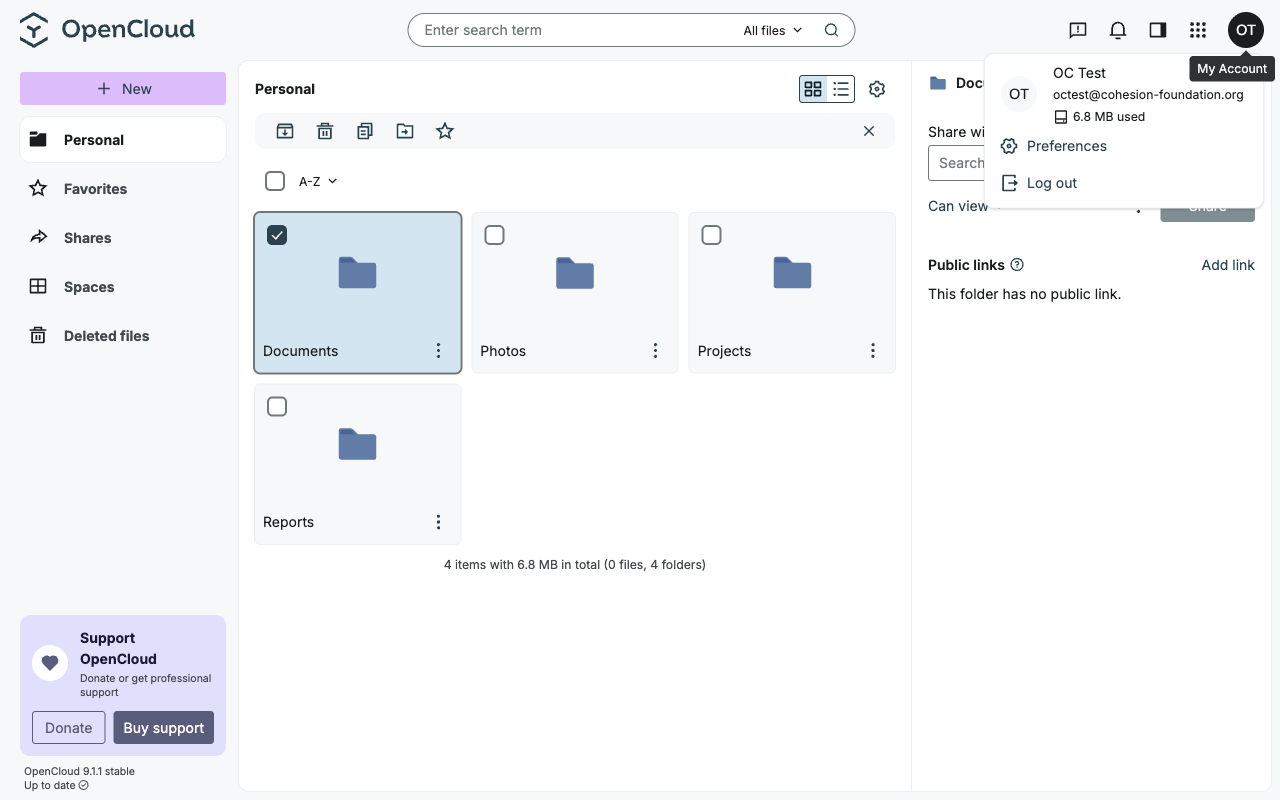 OpenCloud
Enter search term
All files
OT
My Account
New
Personal
Favorites
Shares
Spaces
Deleted files
Support
OpenCloud
Donate or get professional
support
Donate
Buy support
OpenCloud 9.1.1 stable
Up to date
Personal
A-Z
Documents
Photos
Projects
Reports
4 items with 6.8 MB in total (0 files, 4 folders)
OT
OC Test
octest@cohesion-foundation.org
6.8 MB used
Preferences
Log out
Share wi
Search
Can view
Share
Public links
Add link
This folder has no public link.